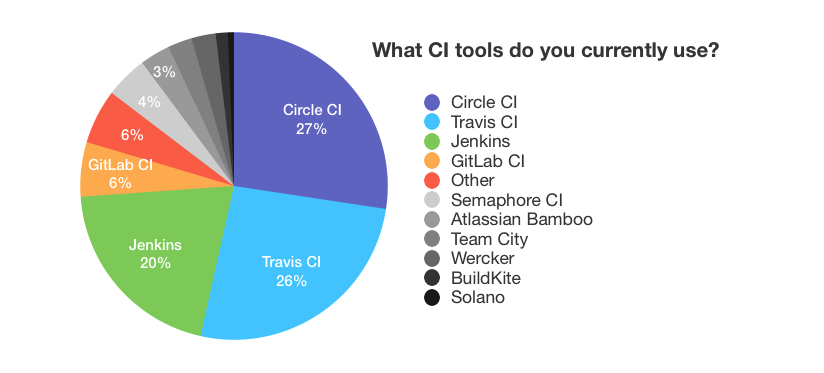 What CI tools do you currently use?
3%
4%
6%
GitLab CI
6%
Jenkins
20%
Circle CI
27%
Travis CI
26%
Circle CI
Travis CI
Jenkins
GitLab CI
Other
Semaphore CI
Atlassian Bamboo
Team City
Wercker
BuildKite
Solano